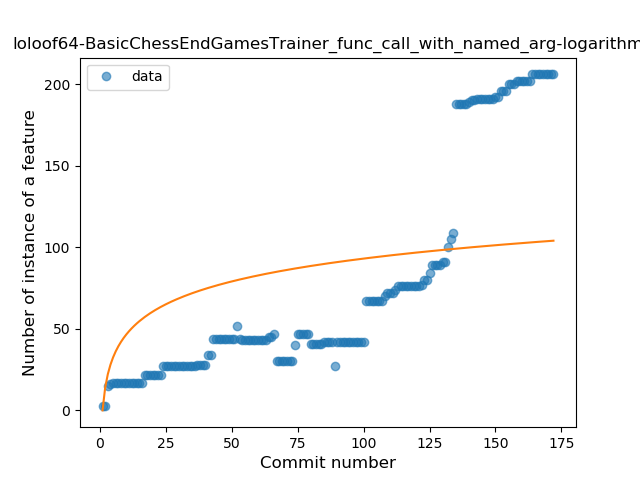 loloof64-BasicChessEndGamesTrainer_func_call_with_named_arg-logarithm
data
200
150
100
50
0
Number of instance of a feature
0 25 50 75 100 125 150 175
Commit number